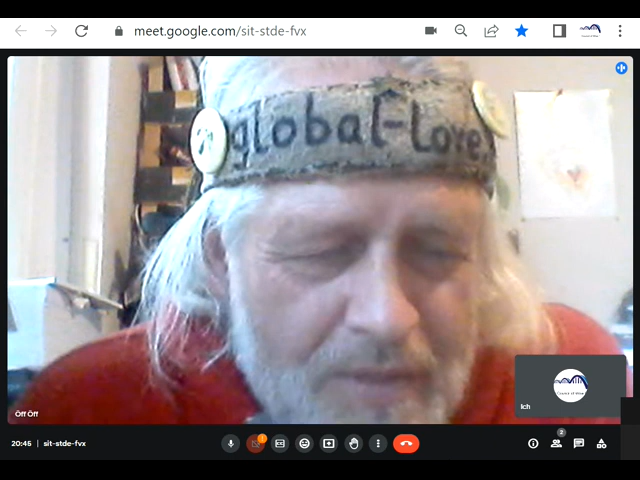 meet.google.com/sit-stde-fvx
global-love
Öff Öff
Ich
20:45 | sit-stde-fvx
2